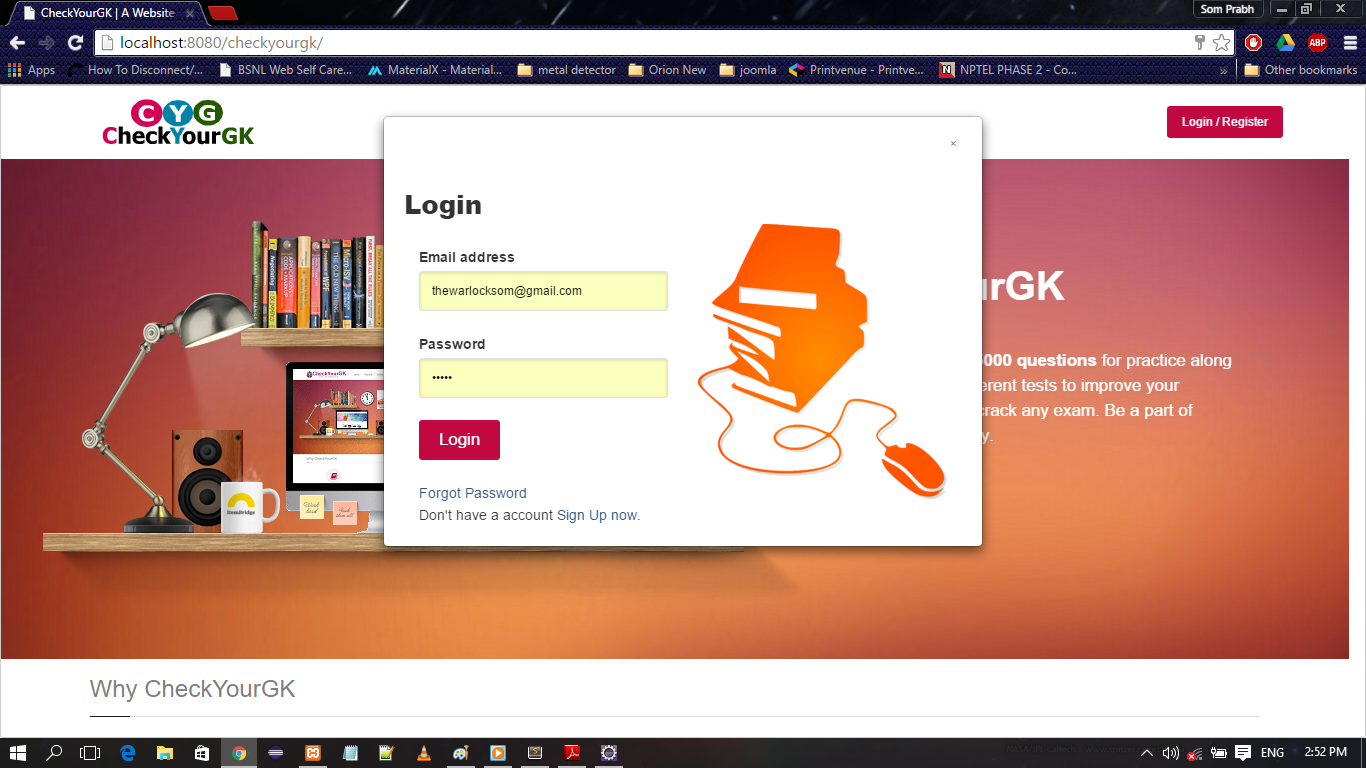 CheckYourGK | A Website
Som Prabh
localhost:8080/checkyourgk/
ABP
Apps
How To Disconnect/...
BSNL Web Self Care...
MaterialX - Material...
metal detector
Orion New
joomla
Printvenue - Printve...
NPTEL PHASE 2 - Co...
»
Other bookmarks
CYG
CheckYourGK
Login / Register
×
Login
Email address
thewarlocksom@gmail.com
Password
•••••
Login
Forgot Password
Don't have a account Sign Up now.
urGK
000 questions for practice along
erent tests to improve your
crack any exam. Be a part of
y.
CheckYourGK
Why CheckYourGK
ENG
2:52 PM